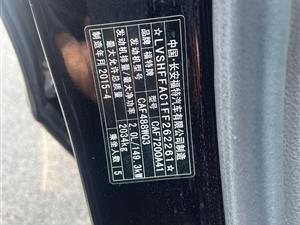 中国·长安福特汽车有限公司制造
☆LVSHFFAC1FF262261☆
品牌 福特牌 型号 CAF7200A41
发动机型号 CAF488WQ3
发动机排量/最大净功率 2.0L/149.3kW
最大允许总质量 2034kg
制造年月 2015-4 乘坐人数 5